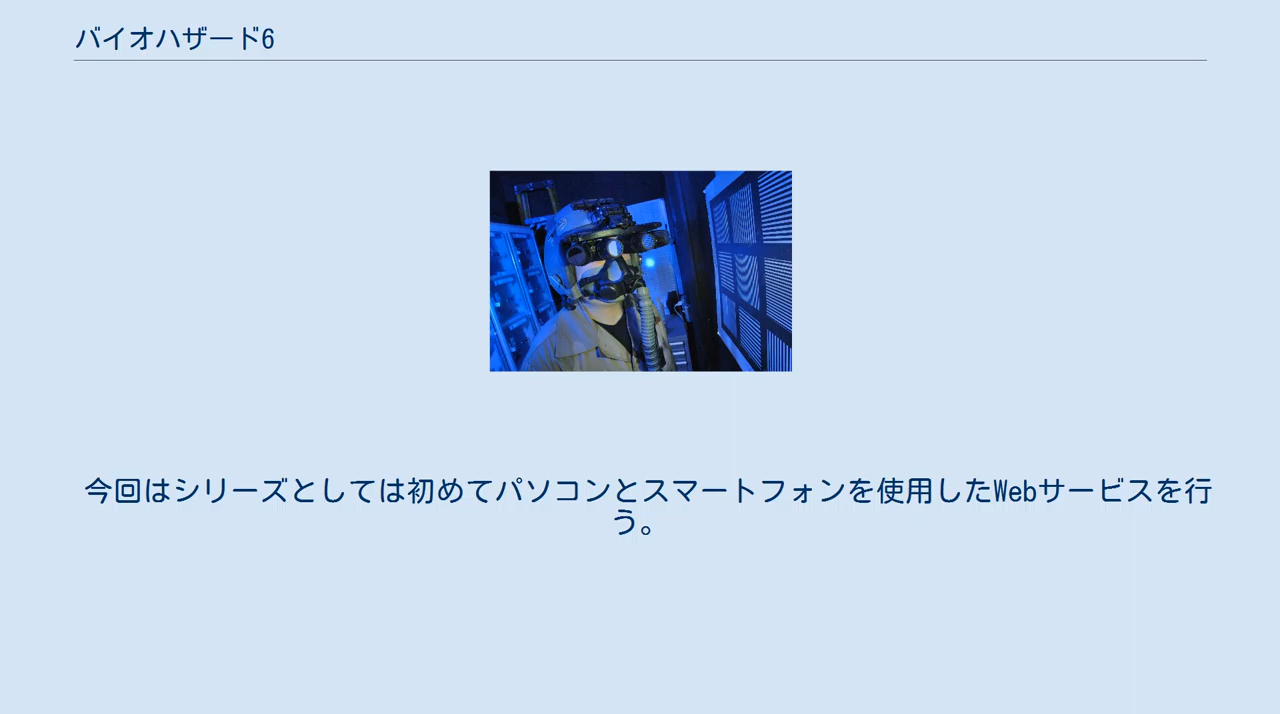 バイオハザード6
今回はシリーズとしては初めてパソコンとスマートフォンを使用したWebサービスを行
う。